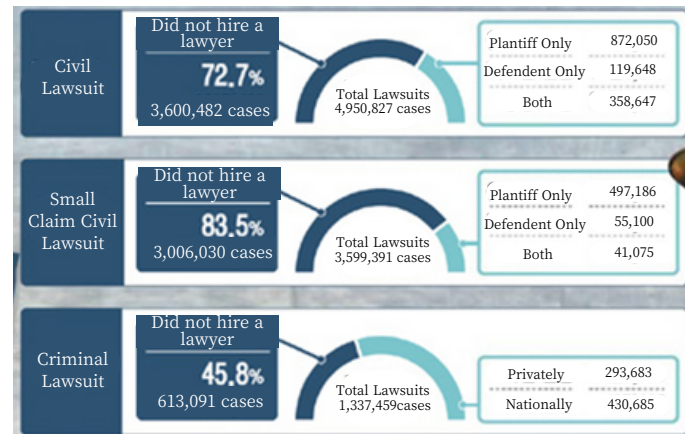 Civil
Lawsuit
Did not hire a
lawyer
72.7%
3,600,482 cases
Total Lawsuits
4,950,827 cases
Plantiff Only 872,050
Defendent Only 119,648
Both 358,647
Small
Claim Civil
Lawsuit
Did not hire a
lawyer
83.5%
3,006,030 cases
Total Lawsuits
3,599,391 cases
Plantiff Only 497,186
Defendent Only 55,100
Both 41,075
Criminal
Lawsuit
Did not hire a
lawyer
45.8%
613,091 cases
Total Lawsuits
1,337,459cases
Privately 293,683
Nationally 430,685